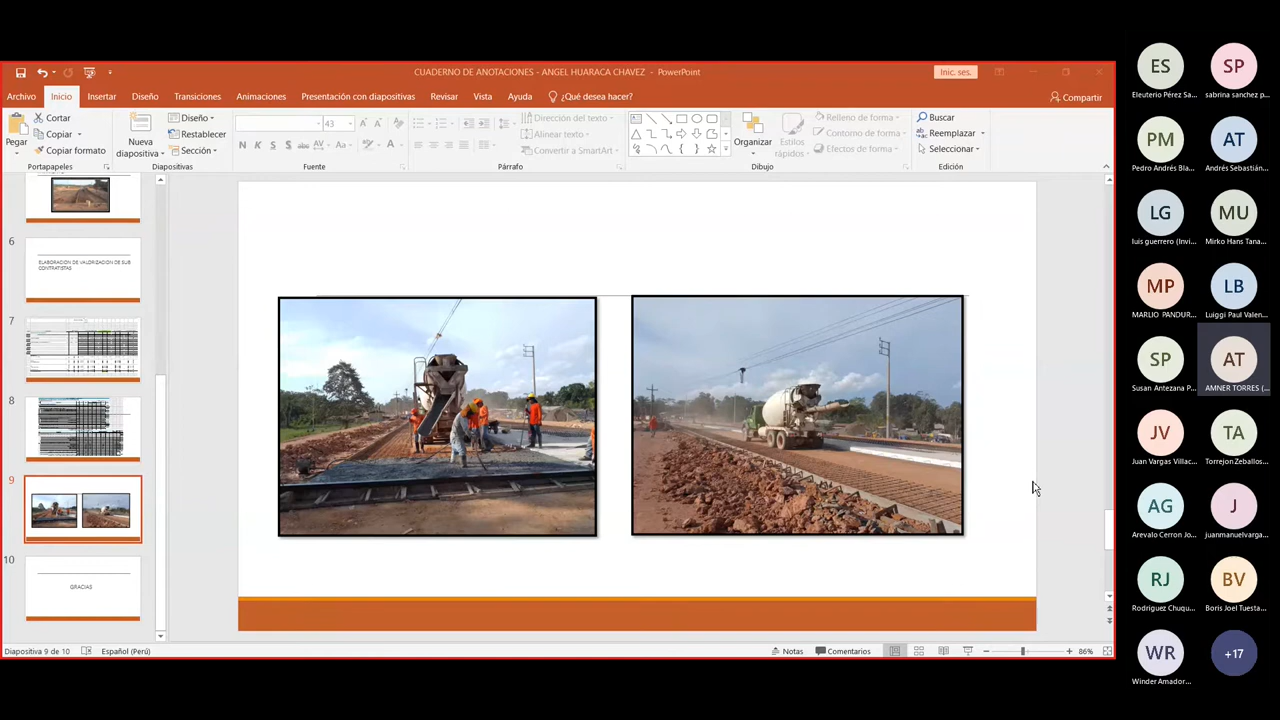 CUADERNO DE ANOTACIONES - ANGEL HUARACA CHAVEZ - PowerPoint
Inic. ses.
Archivo Inicio Insertar Diseño Transiciones Animaciones Presentación con diapositivas Revisar Vista Ayuda ¿Qué desea hacer? Compartir
Pegar
Cortar
Copiar
Copiar formato
Portapapeles
Nueva
diapositiva
Diseño
Restablecer
Sección
Diapositivas
43
N K S S abc AV Aa A
Fuente
Dirección del texto
Alinear texto
Convertir a SmartArt
Párrafo
Organizar
Estilos
rápidos
Relleno de forma
Contorno de forma
Efectos de forma
Dibujo
Buscar
Reemplazar
Seleccionar
Edición
6
ELABORACION DE VALORIZACION DE SUB
CONTRATISTAS
7
8
9
10
GRACIAS
Diapositiva 9 de 10 Español (Perú) Notas Comentarios 86%
ES SP
Eleuterio Pérez Sa... sabrina sanchez p...
PM AT
Pedro Andrés Bla... Andrés Sebastián...
LG MU
luis guerrero (Invi... Mirko Hans Tana...
MP LB
MARLIO PANDUR... Luiggi Paul Valen...
SP AT
Susan Antezana P... AMNER TORRES (...
JV TA
Juan Vargas Villac... Torrejon Zeballos...
AG J
Arevalo Cerron Jo... juanmanuelvarga...
RJ BV
Rodriguez Chuqu... Boris Joel Tuesta...
WR +17
Winder Amador...